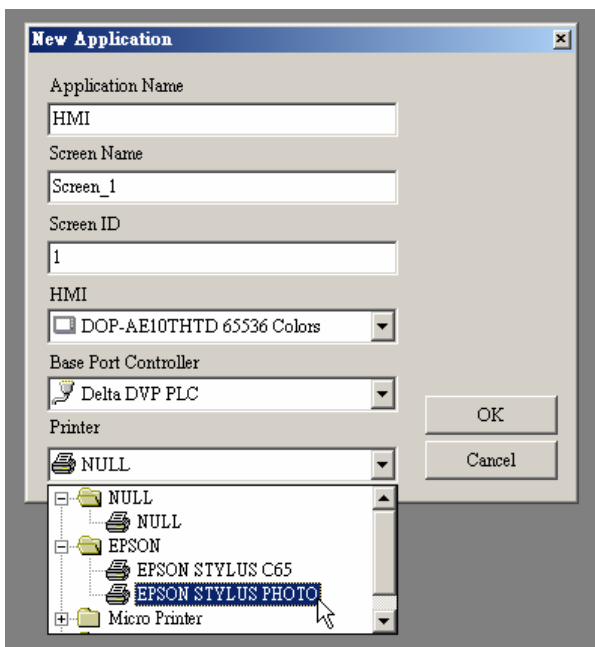 New Application
Application Name
HMI
Screen Name
Screen_1
Screen ID
1
HMI
DOP-AE10THTD 65536 Colors
Base Port Controller
Delta DVP PLC
Printer
OK
NULL
Cancel
NULL
NULL
EPSON
EPSON STYLUS C65
EPSON STYLUS PHOTO
Micro Printer